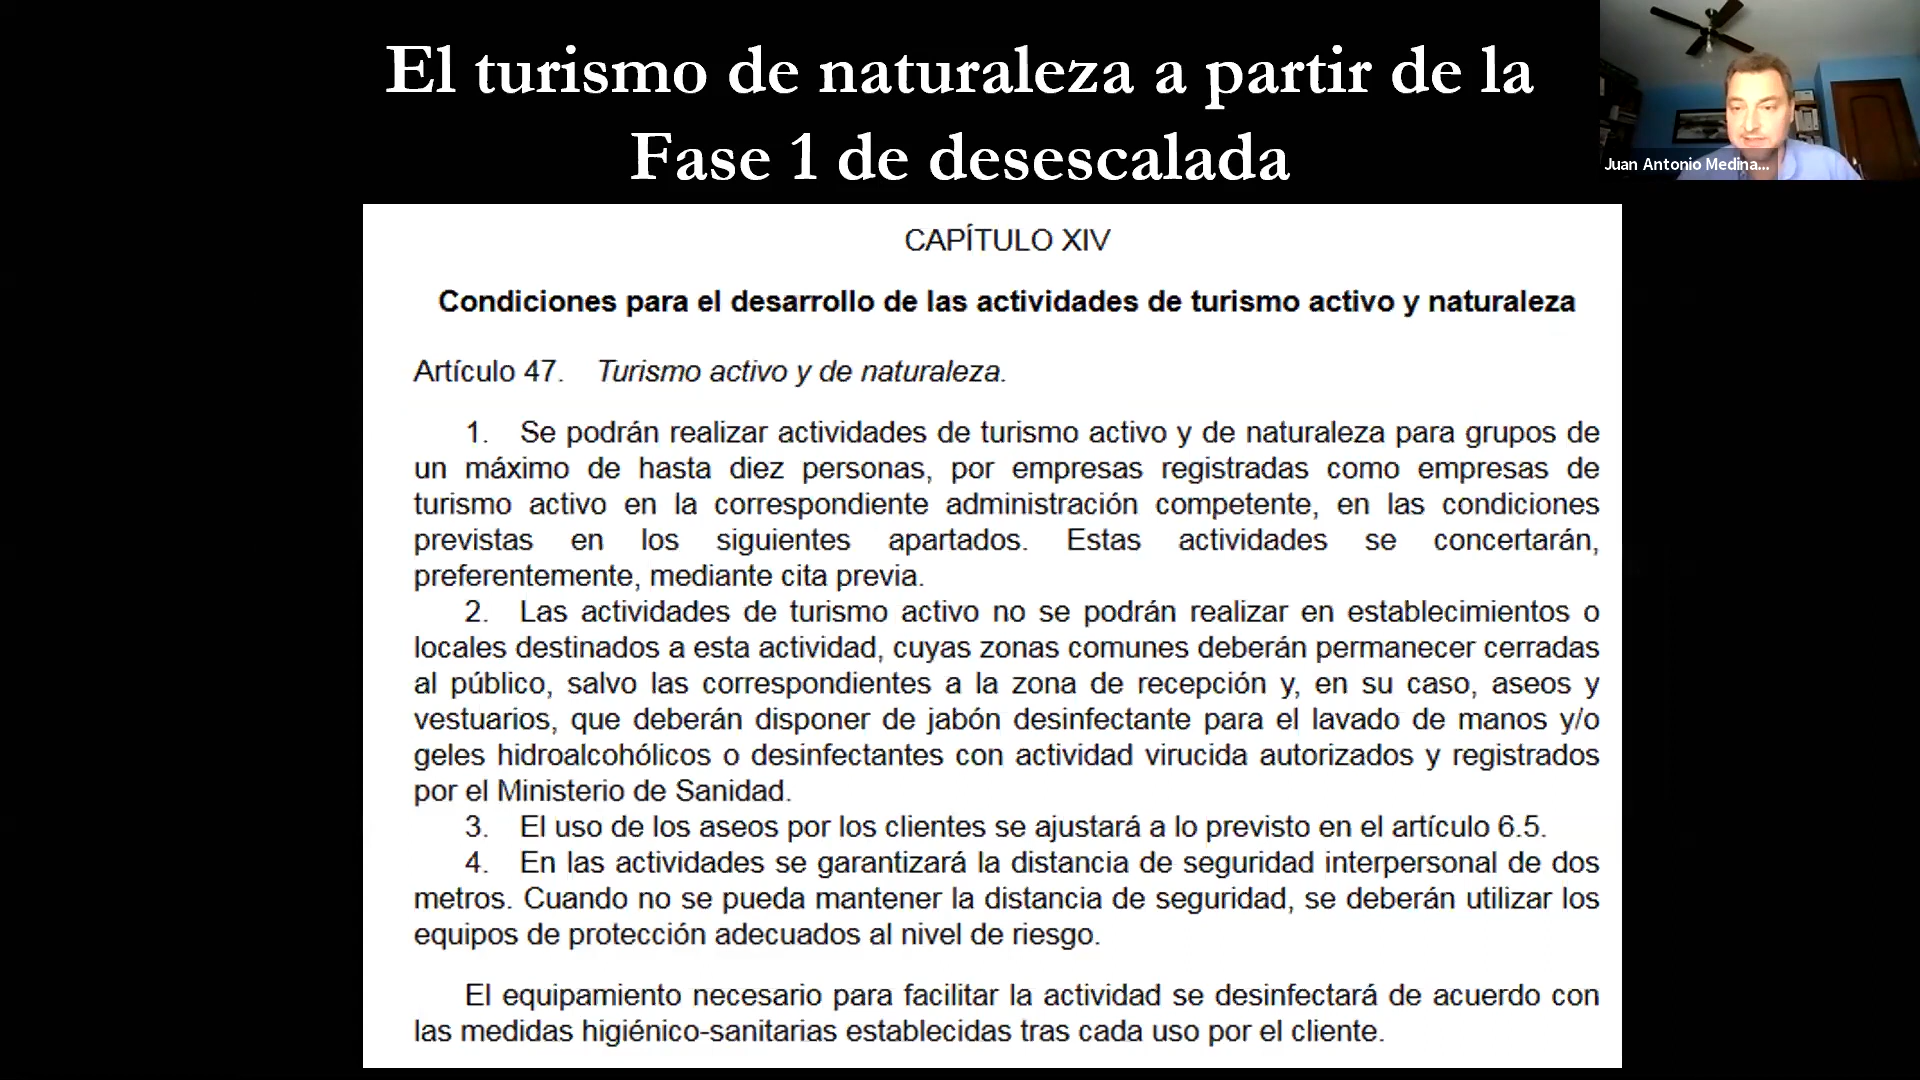 El turismo de naturaleza a partir de la
Fase 1 de desescalada
Juan Antonio Medina...
CAPÍTULO XIV
Condiciones para el desarrollo de las actividades de turismo activo y naturaleza
Artículo 47. Turismo activo y de naturaleza.
1. Se podrán realizar actividades de turismo activo y de naturaleza para grupos de
un máximo de hasta diez personas, por empresas registradas como empresas de
turismo activo en la correspondiente administración competente, en las condiciones
previstas en los siguientes apartados. Estas actividades se concertarán,
preferentemente, mediante cita previa.
2. Las actividades de turismo activo no se podrán realizar en establecimientos o
locales destinados a esta actividad, cuyas zonas comunes deberán permanecer cerradas
al público, salvo las correspondientes a la zona de recepción y, en su caso, aseos y
vestuarios, que deberán disponer de jabón desinfectante para el lavado de manos y/o
geles hidroalcohólicos o desinfectantes con actividad virucida autorizados y registrados
por el Ministerio de Sanidad.
3. El uso de los aseos por los clientes se ajustará a lo previsto en el artículo 6.5.
4. En las actividades se garantizará la distancia de seguridad interpersonal de dos
metros. Cuando no se pueda mantener la distancia de seguridad, se deberán utilizar los
equipos de protección adecuados al nivel de riesgo.
El equipamiento necesario para facilitar la actividad se desinfectará de acuerdo con
las medidas higiénico-sanitarias establecidas tras cada uso por el cliente.